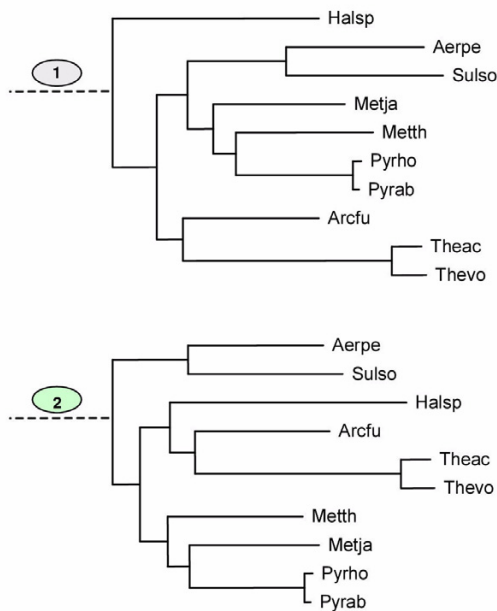 Halsp
1
Aerpe
Sulso
Metja
Metth
Pyrho
Pyrab
Arcfu
Theac
Thevo
Aerpe
Sulso
2
Halsp
Arcfu
Theac
Thevo
Metth
Metja
Pyrho
Pyrab